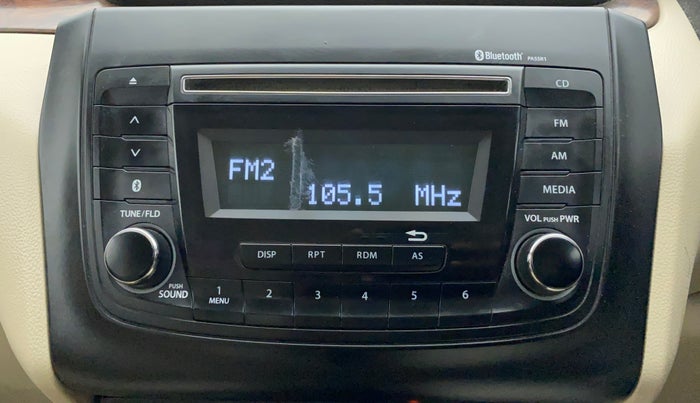 Bluetooth PA5SR1
CD
FM
AM
MEDIA
FM2
105.5 MHz
TUNE/FLD
PUSH SOUND
VOL PUSH PWR
DISP RPT RDM AS
1 MENU 2 3 4 5 6